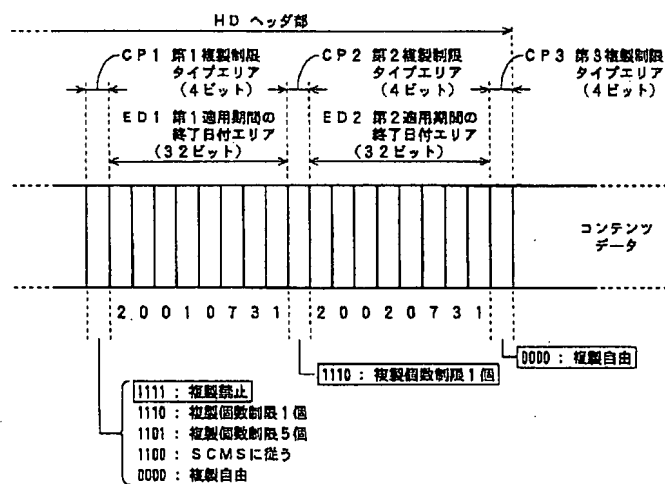 HD ヘッダ部
CP1 第1複製制限
タイプエリア
(4ビット)
CP2 第2複製制限
タイプエリア
(4ビット)
CP3 第3複製制限
タイプエリア
(4ビット)
ED1 第1適用期間の
終了日付エリア
(32ビット)
ED2 第2適用期間の
終了日付エリア
(32ビット)
コンテンツ
データ
2 0 0 1 0 7 3 1
2 0 0 2 0 7 3 1
0000 : 複製自由
1110 : 複製個数制限1個
1111 : 複製禁止
1110 : 複製個数制限1個
1101 : 複製個数制限5個
1100 : SCMSに従う
0000 : 複製自由